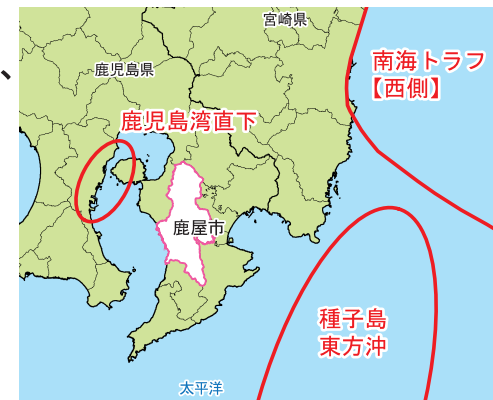 宮崎県
南海トラフ
【西側】
、
鹿児島県
鹿児島湾直下
鹿屋市
種子島
東方沖
太平洋